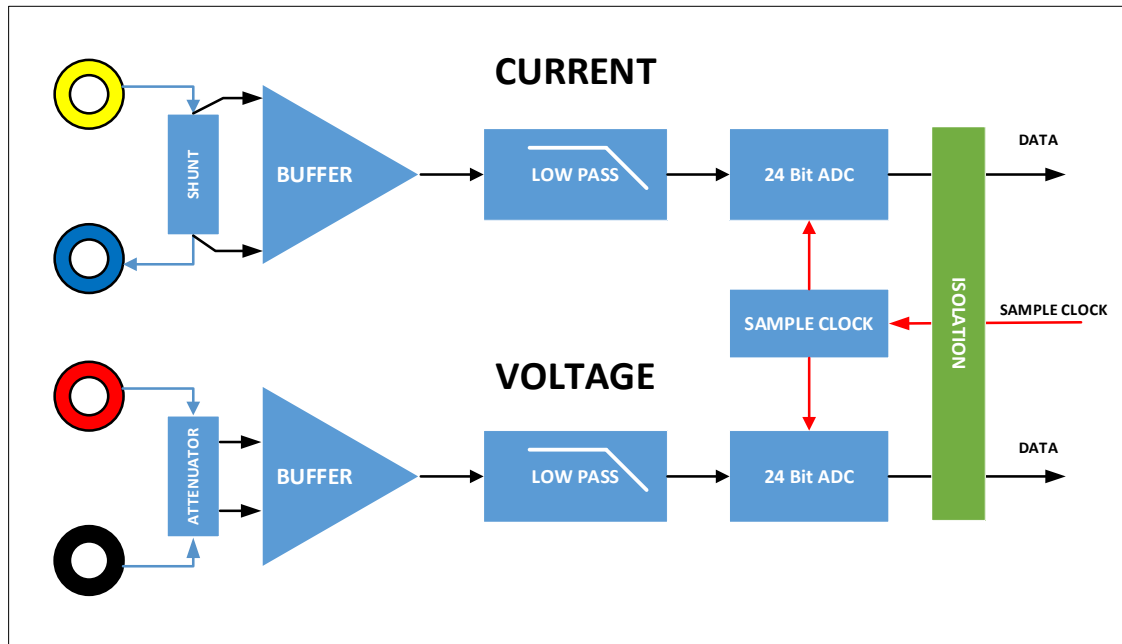 CURRENT
SHUNT
BUFFER
LOW PASS
24 Bit ADC
DATA
ISOLATION
SAMPLE CLOCK
SAMPLE CLOCK
VOLTAGE
ATTENUATOR
BUFFER
LOW PASS
24 Bit ADC
DATA